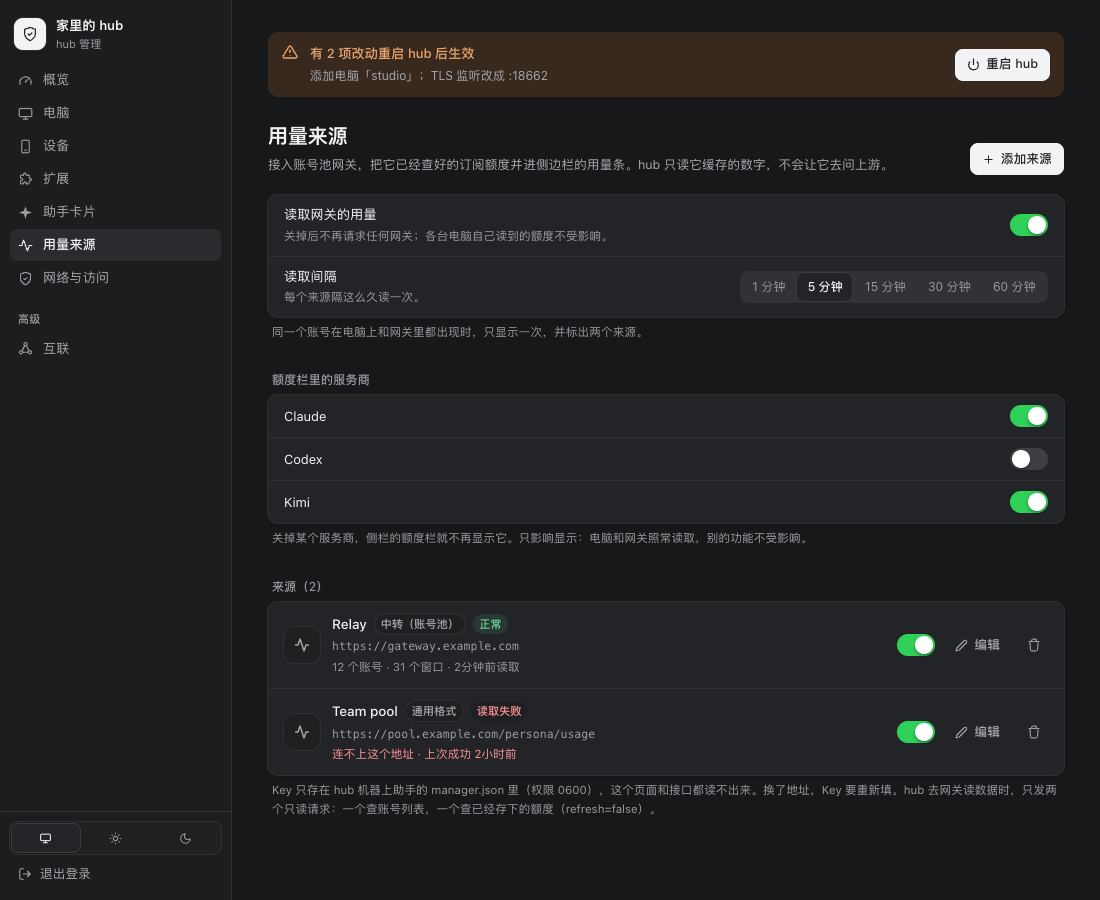 家里的 hub
hub 管理
概览
电脑
设备
扩展
助手卡片
用量来源
网络与访问
高级
互联
退出登录
有 2 项改动重启 hub 后生效
添加电脑「studio」；TLS 监听改成 :18662
重启 hub
用量来源
接入账号池网关，把它已经查好的订阅额度并进侧边栏的用量条。hub 只读它缓存的数字，不会让它去问上游。
添加来源
读取网关的用量
关掉后不再请求任何网关；各台电脑自己读到的额度不受影响。
读取间隔
每个来源隔这么久读一次。
1 分钟 5 分钟 15 分钟 30 分钟 60 分钟
同一个账号在电脑上和网关里都出现时，只显示一次，并标出两个来源。
额度栏里的服务商
Claude
Codex
Kimi
关掉某个服务商，侧栏的额度栏就不再显示它。只影响显示：电脑和网关照常读取，别的功能不受影响。
来源（2）
Relay 中转（账号池） 正常
https://gateway.example.com
12 个账号 · 31 个窗口 · 2分钟前读取
编辑
Team pool 通用格式 读取失败
https://pool.example.com/persona/usage
连不上这个地址 · 上次成功 2小时前
编辑
Key 只存在 hub 机器上助手的 manager.json 里（权限 0600），这个页面和接口都读不出来。换了地址，Key 要重新填。hub 去网关读数据时，只发两
个只读请求：一个查账号列表，一个查已经存下的额度（refresh=false）。